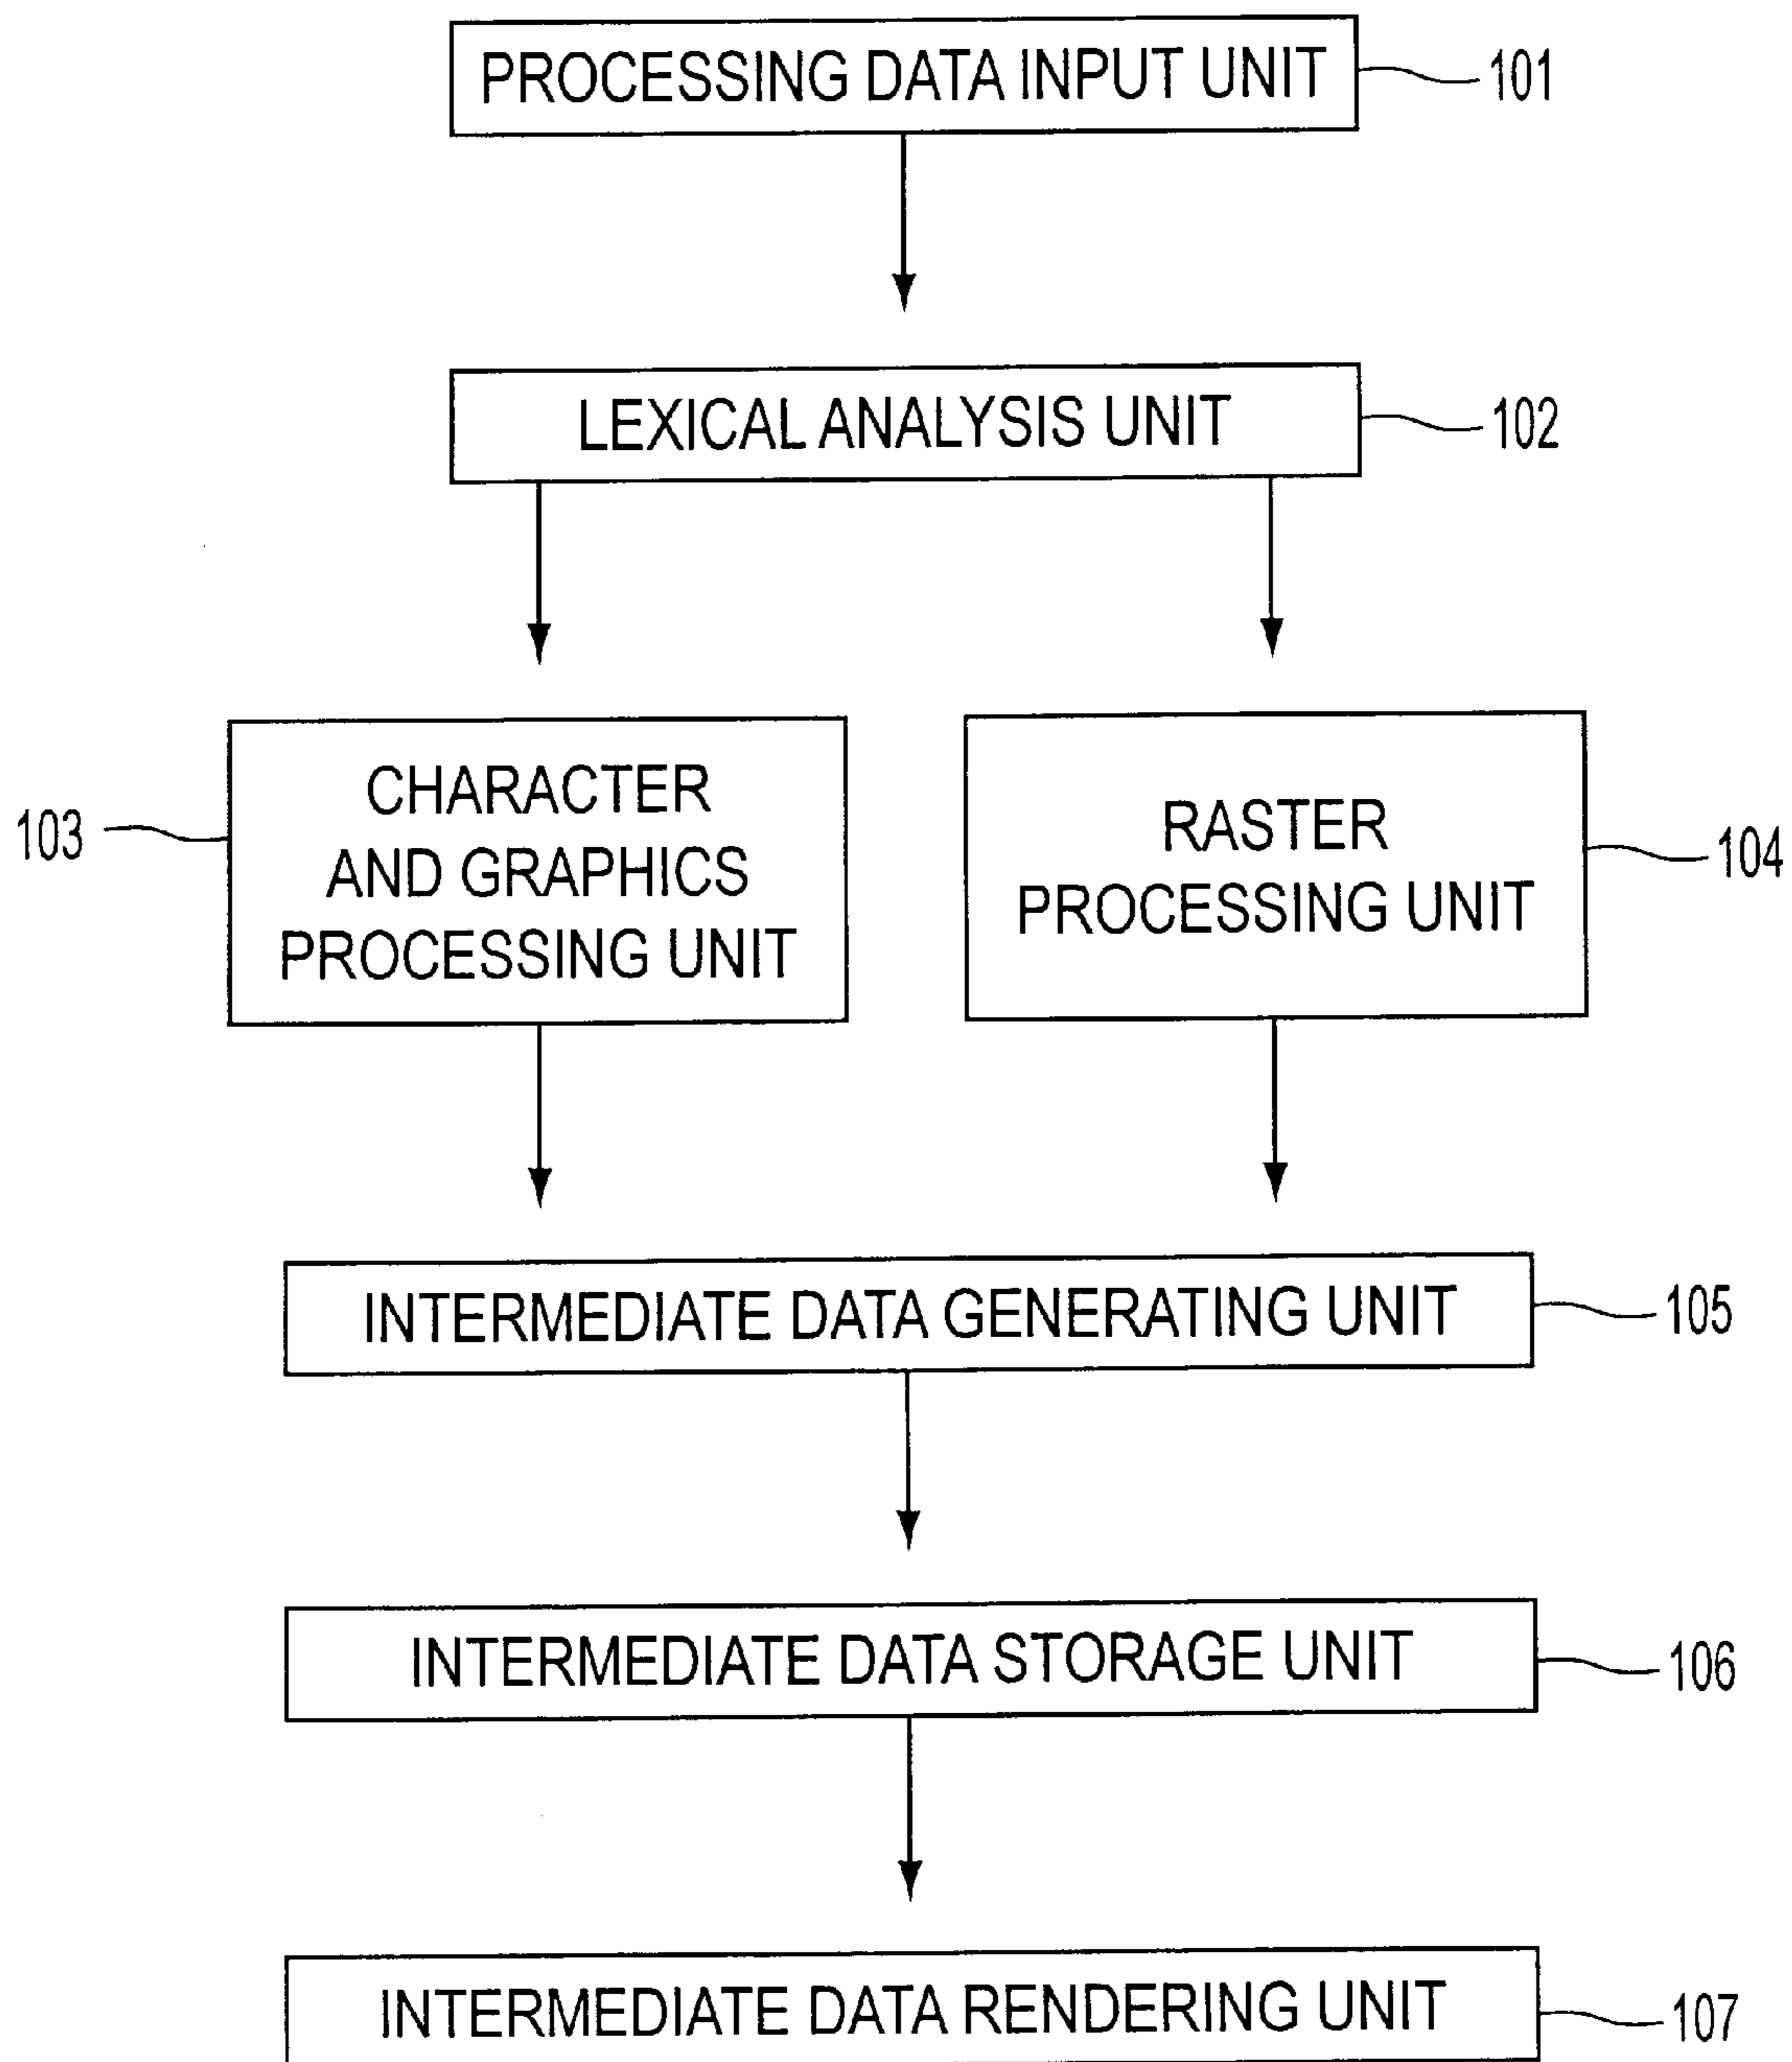 PROCESSING DATA INPUT UNIT
101
LEXICAL ANALYSIS UNIT
102
103
CHARACTER
AND GRAPHICS
PROCESSING UNIT
RASTER
PROCESSING UNIT
104
INTERMEDIATE DATA GENERATING UNIT
105
INTERMEDIATE DATA STORAGE UNIT
106
INTERMEDIATE DATA RENDERING UNIT
107